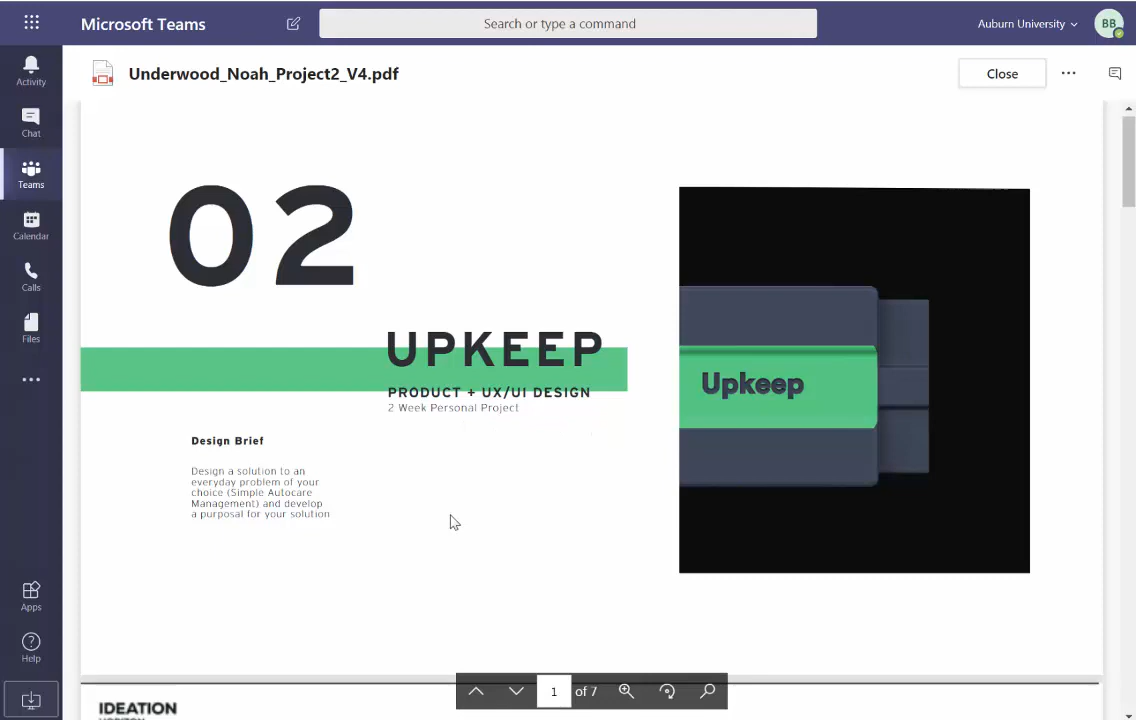 Microsoft Teams
Search or type a command
Auburn University
BB
Activity
Chat
Teams
Calendar
Calls
Files
Apps
Help
Underwood_Noah_Project2_V4.pdf
Close
02
UPKEEP
PRODUCT + UX/UI DESIGN
2 Week Personal Project
Design Brief
Design a solution to an
everyday problem of your
choice (Simple Autocare
Management) and develop
a purposal for your solution
Upkeep
1 of 7
IDEATION
HORIZON